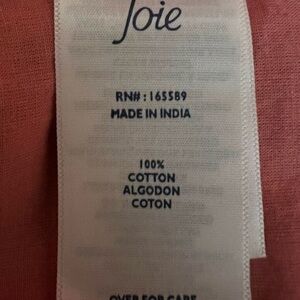 Joie
RN#: 165589
MADE IN INDIA
100%
COTTON
ALGODON
COTON
OVER FOR CARE